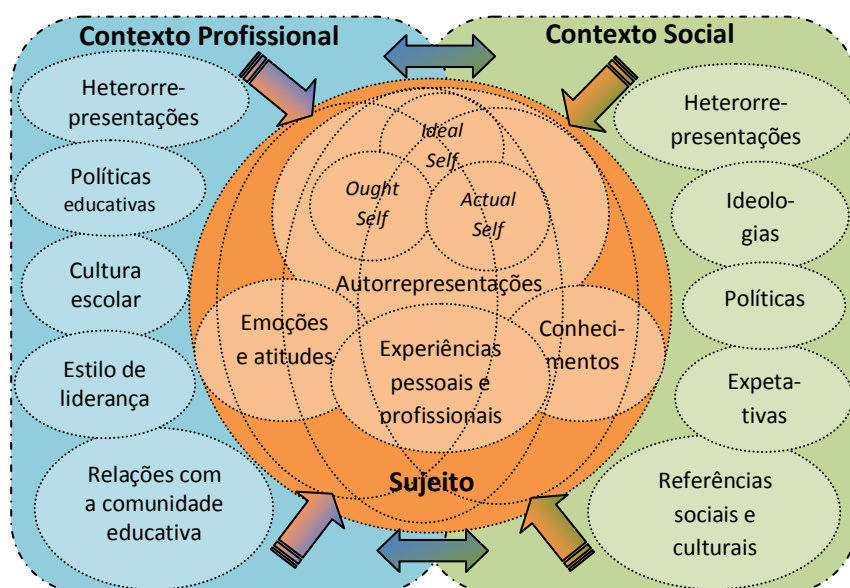 Contexto Profissional
Heterorre-
presentações
Políticas
educativas
Cultura
escolar
Estilo de
liderança
Relações com
a comunidade
educativa
Ideal
Self
Ought
Self
Actual
Self
Autorrepresentações
Emoções
e atitudes
Experiências
pessoais e
profissionais
Conheci-
mentos
Sujeito
Contexto Social
Heterorre-
presentações
Ideolo-
gias
Políticas
Expeta-
tivas
Referências
sociais e
culturais